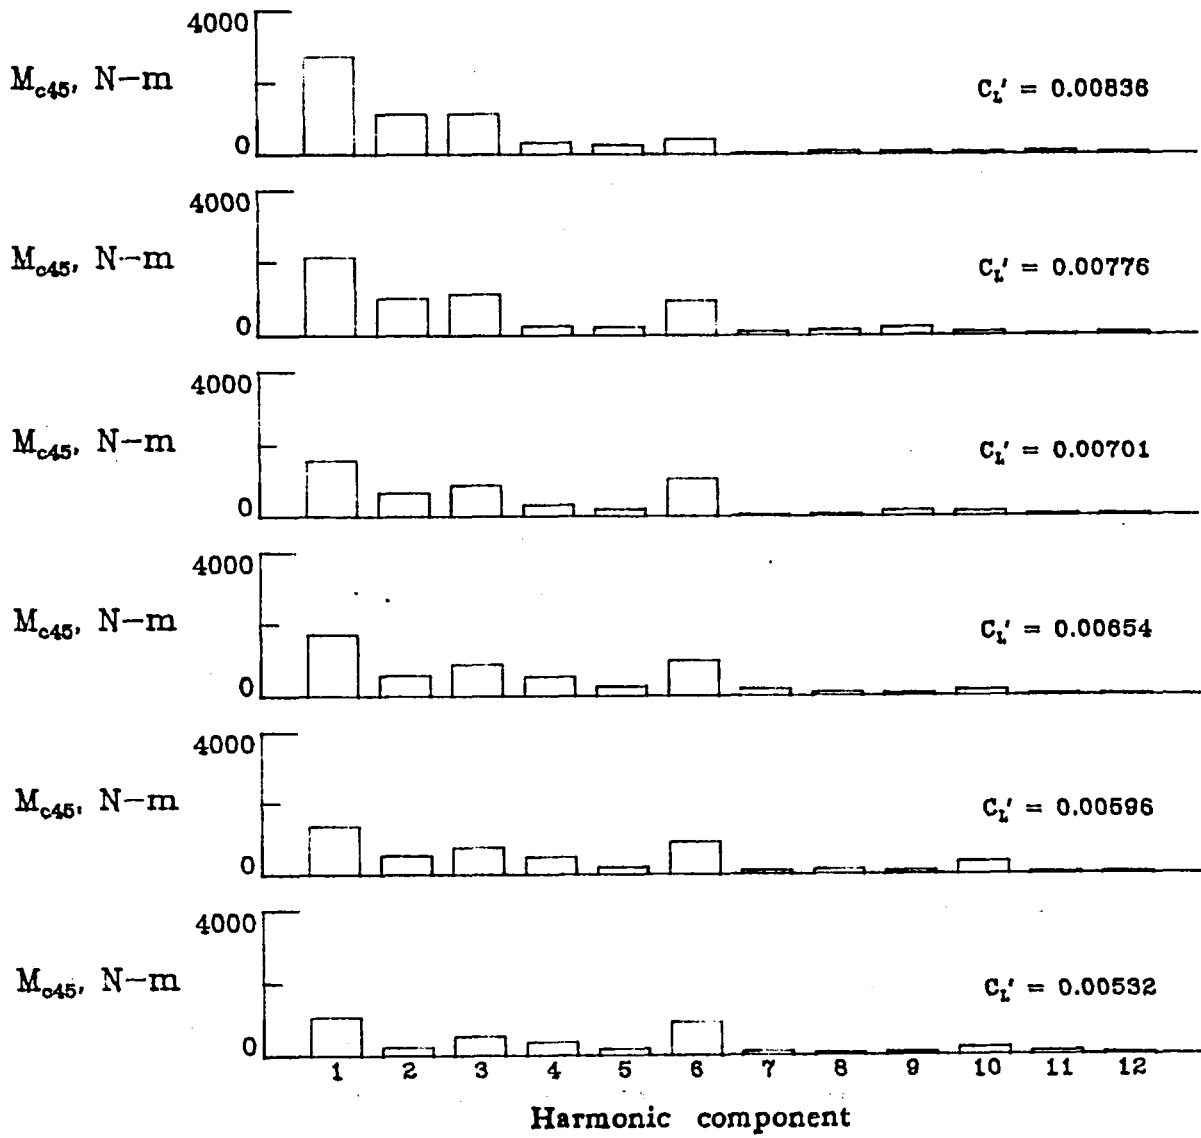 4000
M_c45, N-m
C_L' = 0.00836
0
4000
M_c45, N-m
C_L' = 0.00776
0
4000
M_c45, N-m
C_L' = 0.00701
0
4000
M_c45, N-m
C_L' = 0.00654
0
4000
M_c45, N-m
C_L' = 0.00596
0
4000
M_c45, N-m
C_L' = 0.00532
0
1 2 3 4 5 6 7 8 9 10 11 12
Harmonic component